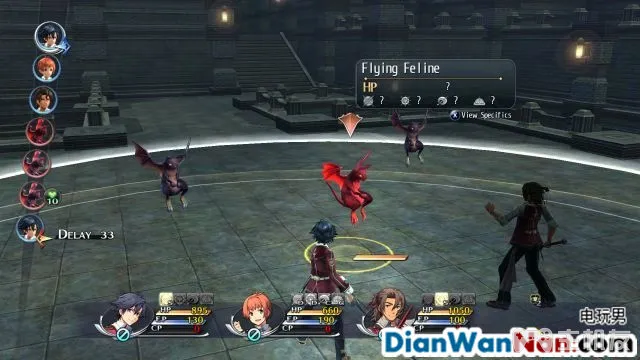 Flying Feline
HP ?
? ? ? ?
X View Specifics
10
DELAY 33
HP 895
EP 130
CP 0
HP 660
EP 190
CP 0
HP 1050
EP 100
CP 0
电玩男
DianWanNan.com